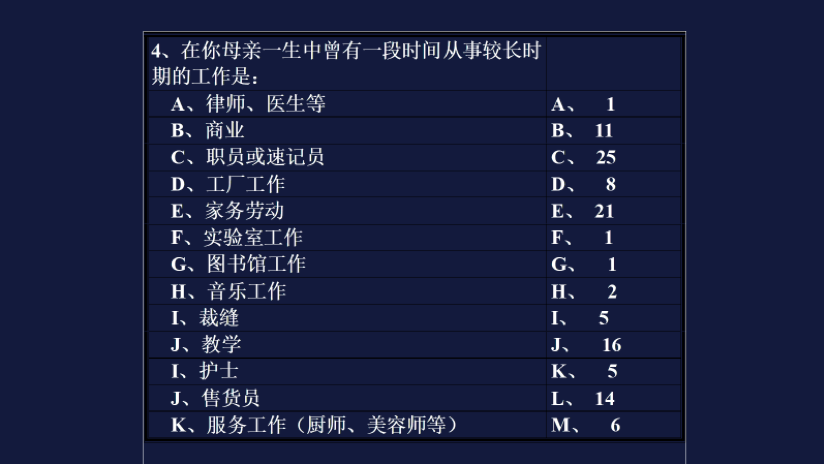 4、在你母亲一生中曾有一段时间从事较长时
期的工作是：
A、律师、医生等 A、 1
B、商业 B、 11
C、职员或速记员 C、 25
D、工厂工作 D、 8
E、家务劳动 E、 21
F、实验室工作 F、 1
G、图书馆工作 G、 1
H、音乐工作 H、 2
I、裁缝 I、 5
J、教学 J、 16
I、护士 K、 5
J、售货员 L、 14
K、服务工作（厨师、美容师等） M、 6